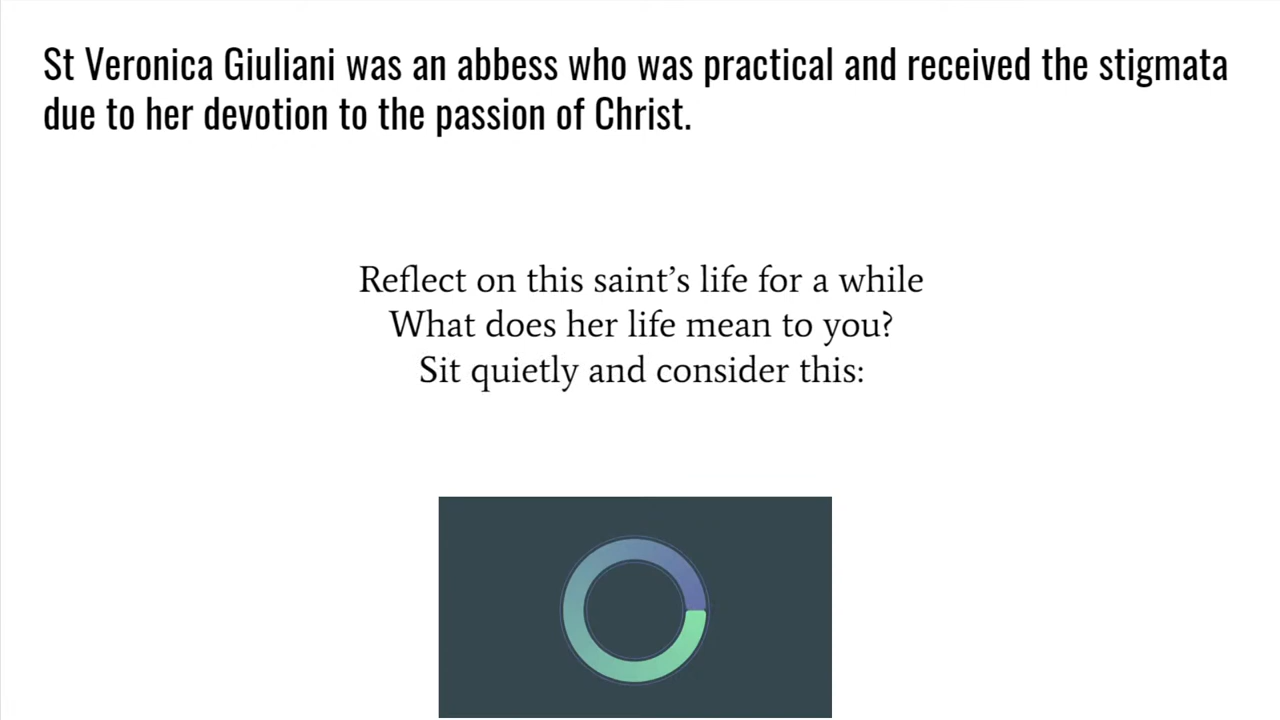 St Veronica Giuliani was an abbess who was practical and received the stigmata
due to her devotion to the passion of Christ.
Reflect on this saint’s life for a while
What does her life mean to you?
Sit quietly and consider this: